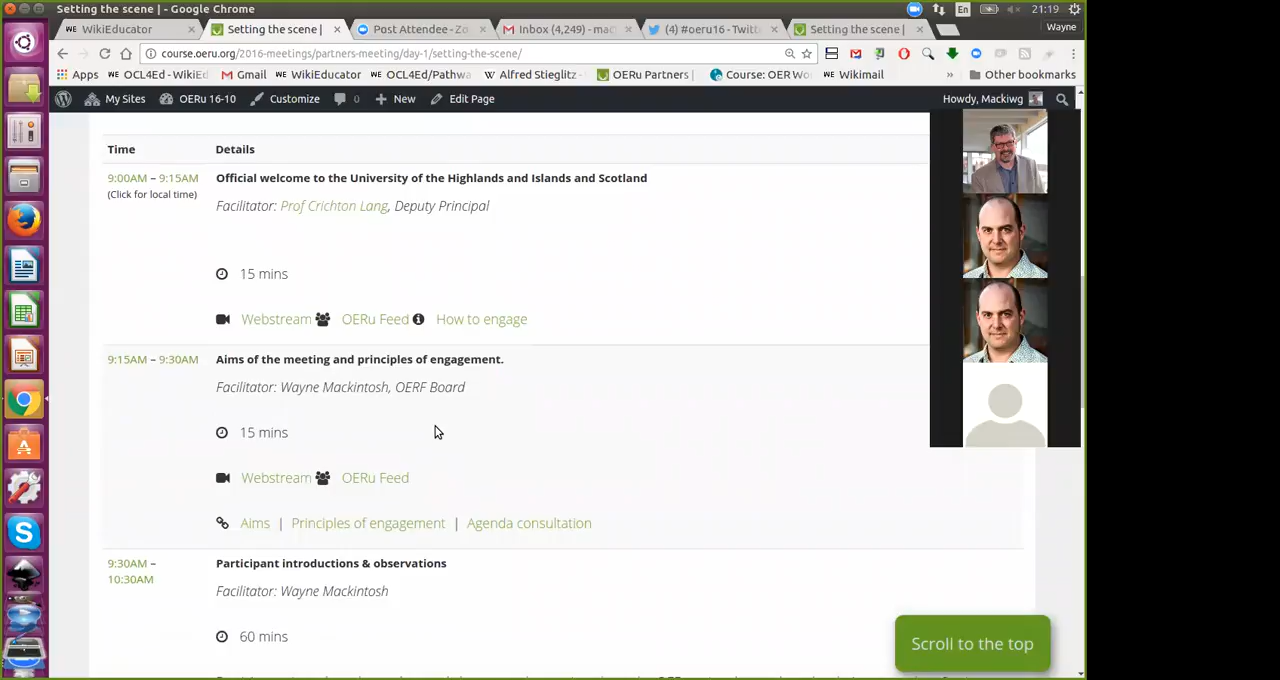 Setting the scene | - Google Chrome
En
21:19
WikiEducator
Setting the scene |
Post Attendee - Zo
Inbox (4,249) - mac
(4) #oeru16 - Twitt
Setting the scene |
Wayne
course.oeru.org/2016-meetings/partners-meeting/day-1/setting-the-scene/
Apps
WE OCL4Ed - WikiEd
Gmail
WE WikiEducator
WE OCL4Ed/Pathwa
W Alfred Stieglitz -
OERu Partners |
Course: OER Wo
WE Wikimail
»
Other bookmarks
My Sites
OERu 16-10
Customize
0
New
Edit Page
Howdy, Mackiwg
Time
Details
9:00AM – 9:15AM
(Click for local time)
Official welcome to the University of the Highlands and Islands and Scotland
Facilitator: Prof Crichton Lang, Deputy Principal
15 mins
Webstream OERu Feed How to engage
9:15AM – 9:30AM
Aims of the meeting and principles of engagement.
Facilitator: Wayne Mackintosh, OERF Board
15 mins
Webstream OERu Feed
Aims | Principles of engagement | Agenda consultation
9:30AM –
10:30AM
Participant introductions & observations
Facilitator: Wayne Mackintosh
60 mins
Scroll to the top